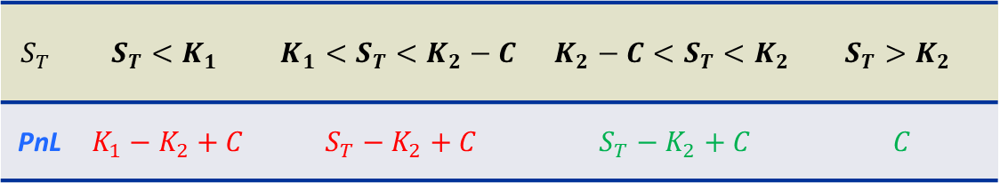 S_T S_T < K_1 K_1 < S_T < K_2 − C K_2 − C < S_T < K_2 S_T > K_2
PnL K_1 − K_2 + C S_T − K_2 + C S_T − K_2 + C C